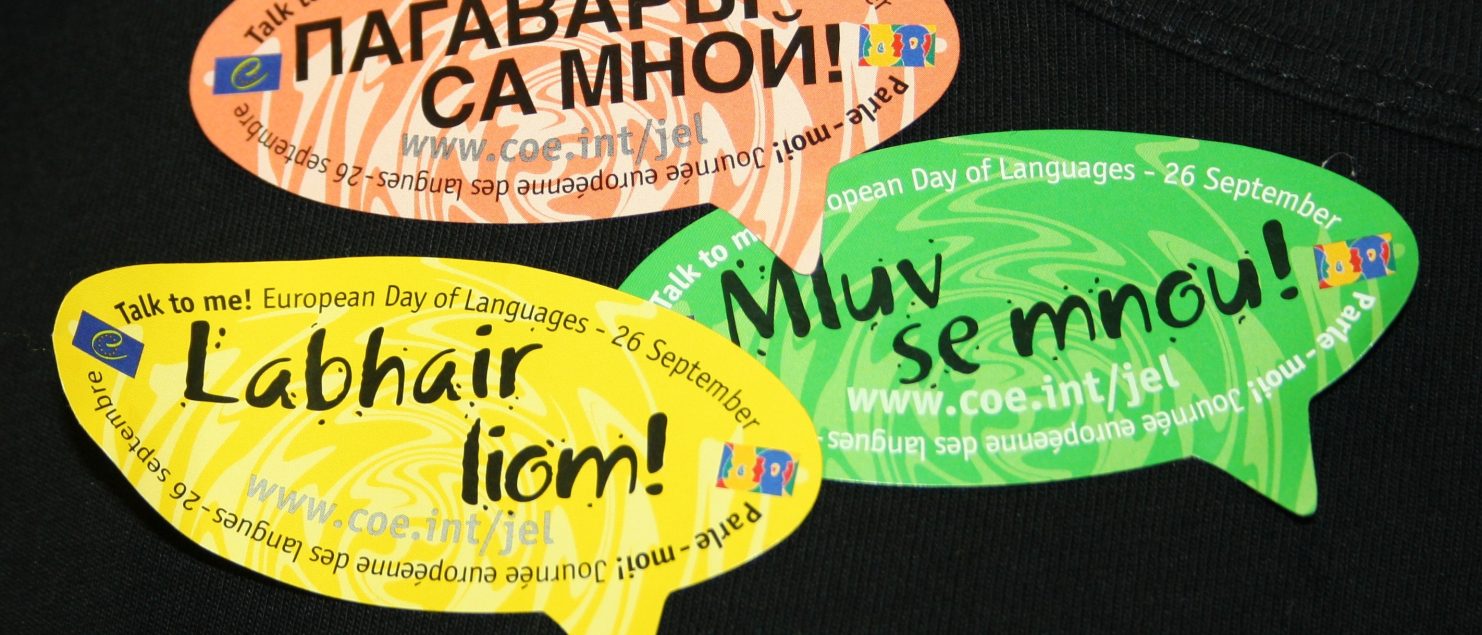 Talk to
ПАГАВАРЫ
СА МНОЙ!
www.coe.int/jel
Parle-moi! Journée européenne des langues-26 septembre
Talk to m
opean Day of Languages - 26 September
Mluv
se mnou!
www.coe.int/jel
Parle-moi! Journée européenne des langues-
Talk to me! European Day of Languages - 26 September
Labhair
liom!
www.coe.int/jel
Parle-moi! Journée européenne des langues-26 septembre